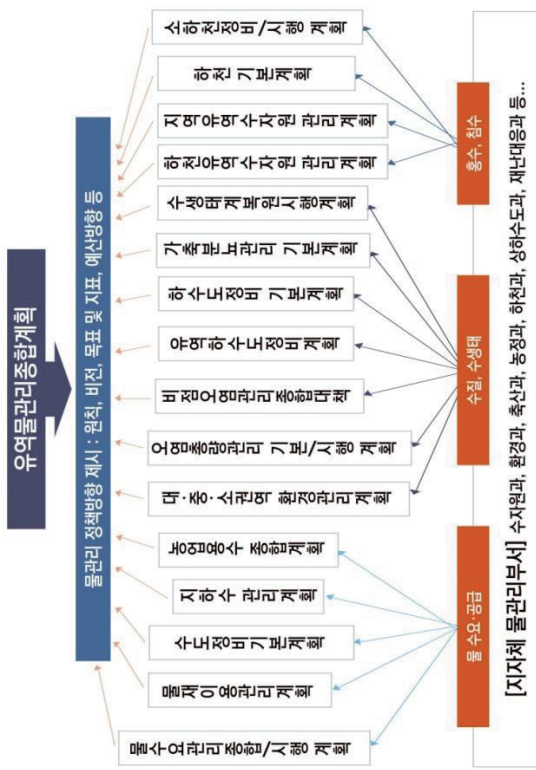 유역물관리종합계획
물관리 정책방향 제시 : 원칙, 비전, 목표 및 지표, 예산방향 등
물수요관리종합/시행 계획
물재이용관리계획
수도정비기본계획
지하수 관리계획
농업용수 종합계획
대·중·소권역 환경관리계획
오염총량관리 기본/시행 계획
비점오염관리종합대책
유역하수도정비계획
하수도정비 기본계획
가축분뇨관리 기본계획
수생태계복원시행계획
하천유역수자원 관리계획
지역유역수자원 관리계획
하천 기본계획
소하천정비/시행 계획
물 수요·공급
수질, 수생태
홍수, 침수
[지자체 물관리부서] 수자원과, 환경과, 축산과, 농정과, 하천과, 상하수도과, 재난대응과 등...